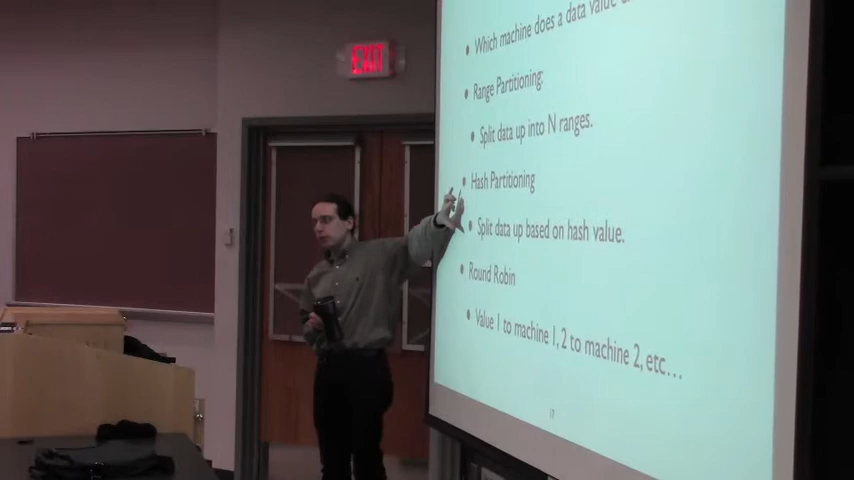 EXIT
Which machine does a data value
Range Partitioning:
Split data up into N ranges.
Hash Partitioning
Split data up based on hash value.
Round Robin
Value 1 to machine 1, 2 to machine 2, etc...
17